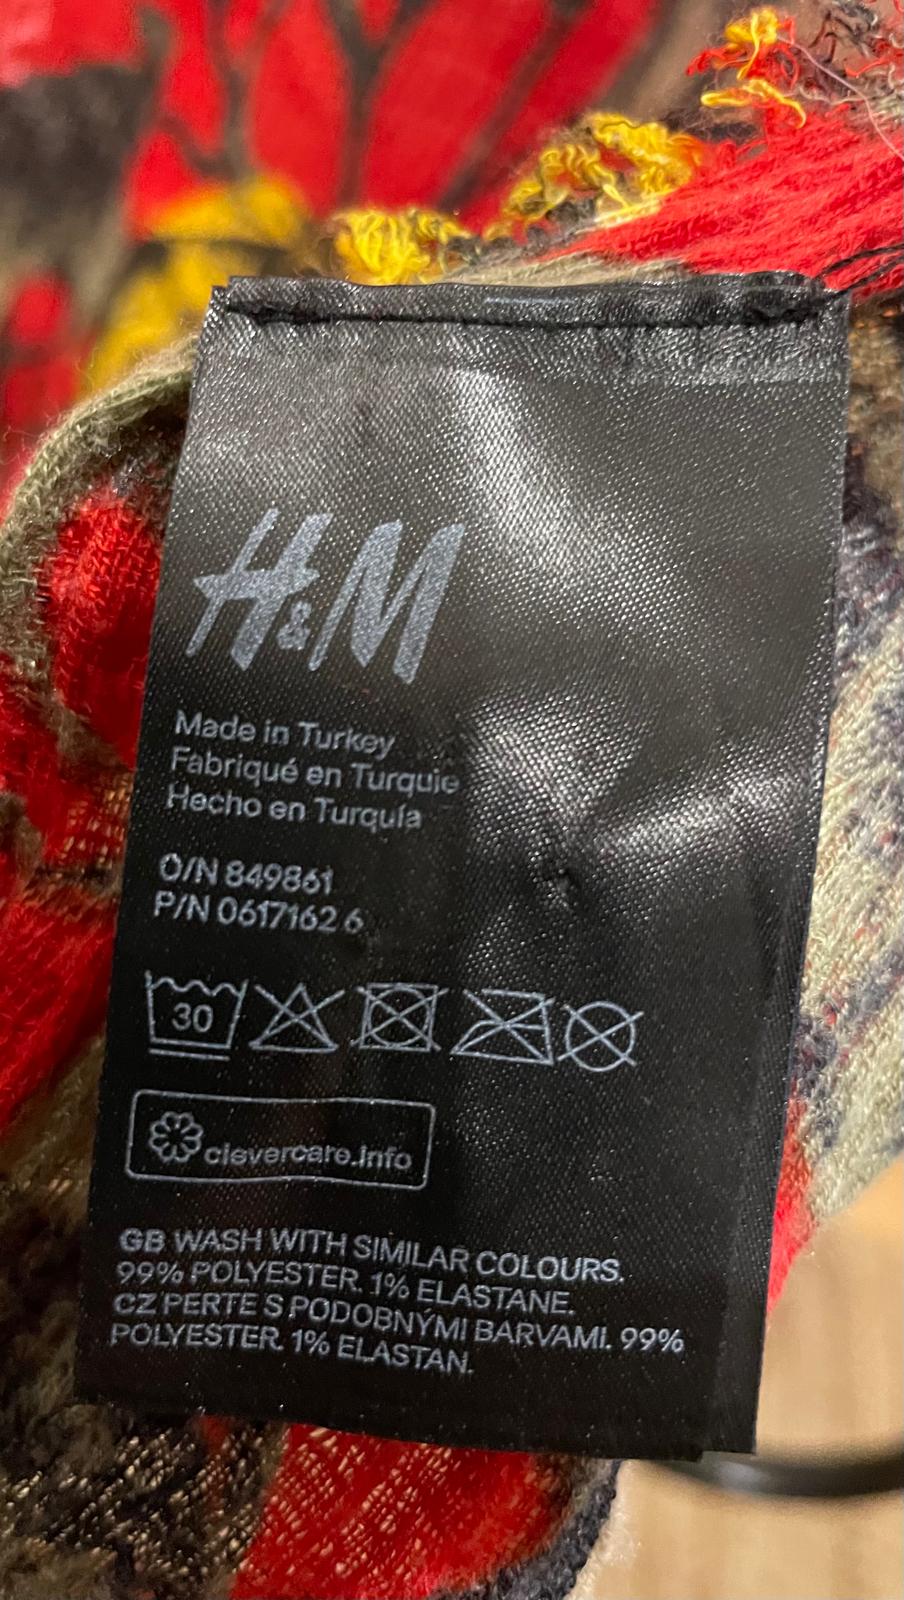 H&M
Made in Turkey
Fabriqué en Turquie
Hecho en Turquía
O/N 849861
P/N 0617162 6
30
clevercare.info
GB WASH WITH SIMILAR COLOURS.
99% POLYESTER. 1% ELASTANE.
CZ PERTE S PODOBNÝMI BARVAMI. 99%
POLYESTER. 1% ELASTAN.